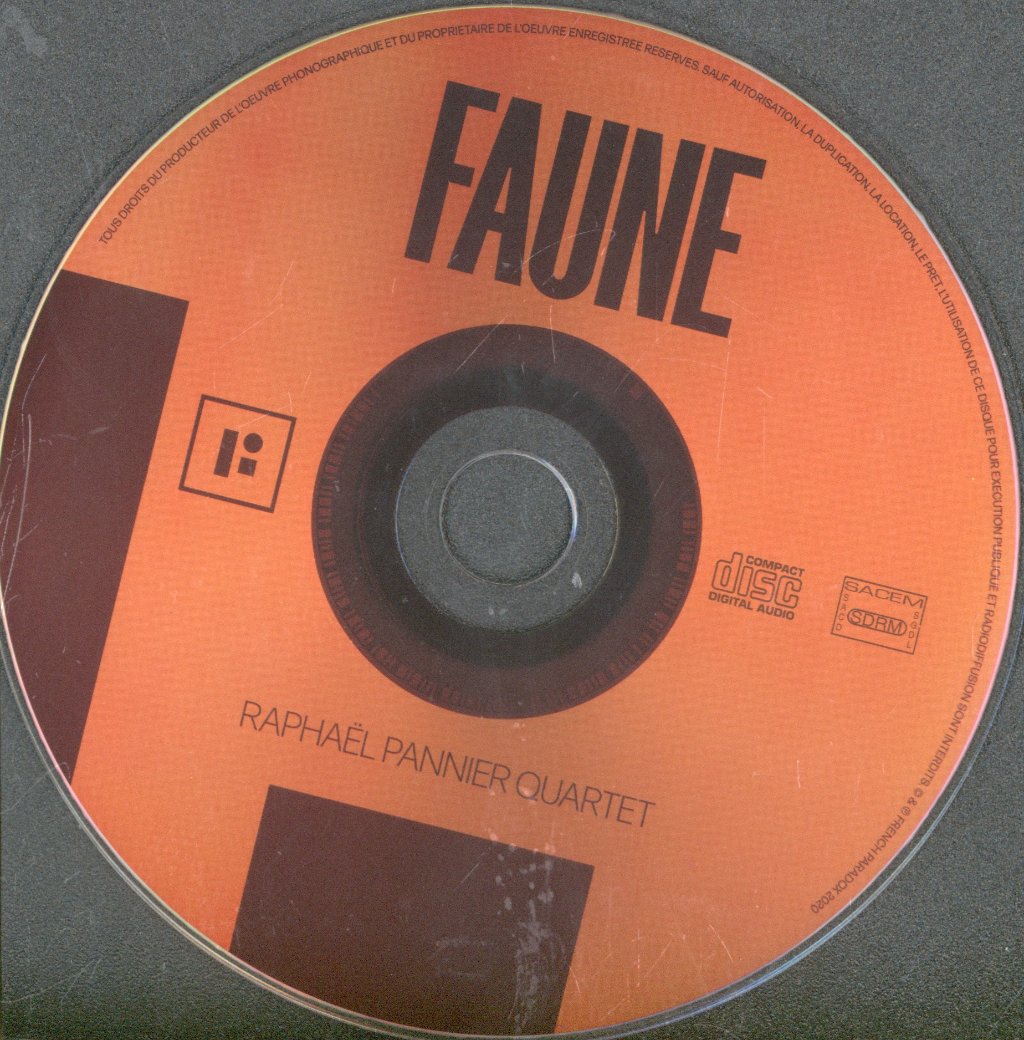 TOUS DROITS DU PRODUCTEUR DE L'OEUVRE PHONOGRAPHIQUE ET DU PROPRIETAIRE DE L'OEUVRE ENREGISTREE RESERVES. SAUF AUTORISATION, LA DUPLICATION, LA LOCATION, LE PRET, L'UTILISATION DE CE DISQUE POUR EXECUTION PUBLIQUE ET RADIODIFFUSION SONT INTERDITS. © & ℗ FRENCH PARADOX 2020
FAUNE
COMPACT
disc
DIGITAL AUDIO
SACEM
SACD
SDRM
SGDL
RAPHAËL PANNIER QUARTET